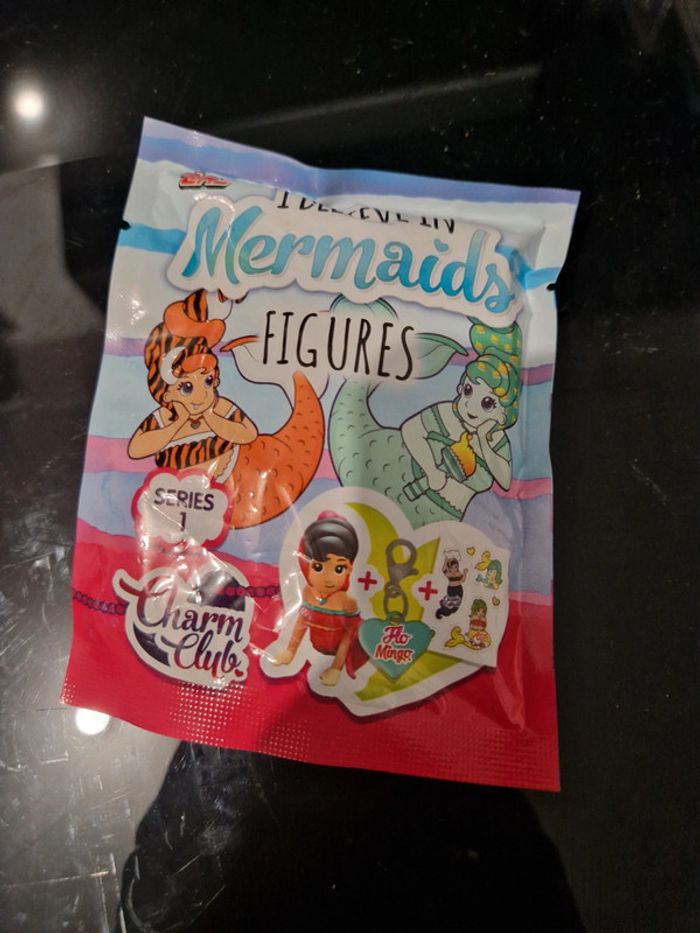 I BELIEVE IN
Mermaids
FIGURES
SERIES
1
Charm
Club
Flo
Mingo